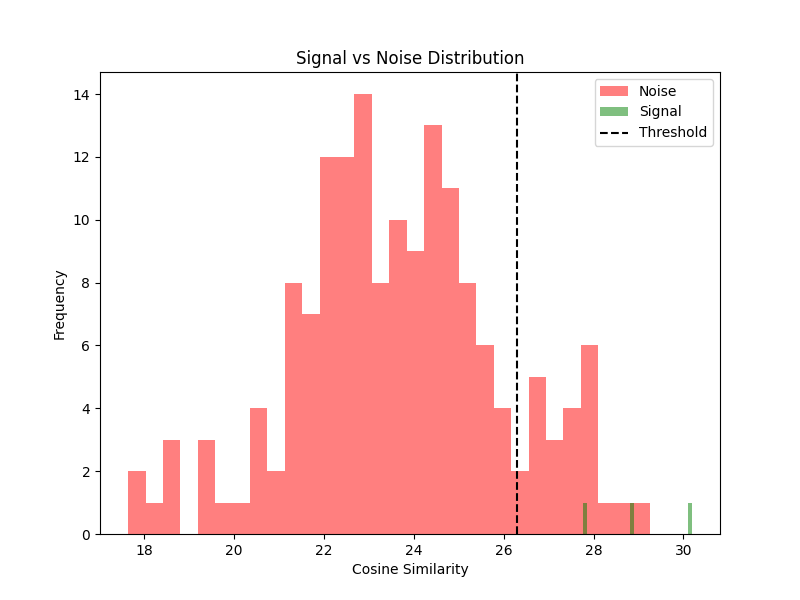 Signal vs Noise Distribution
Noise
Signal
Threshold
14
12
10
8
6
4
2
0
Frequency
18
20
22
24
26
28
30
Cosine Similarity